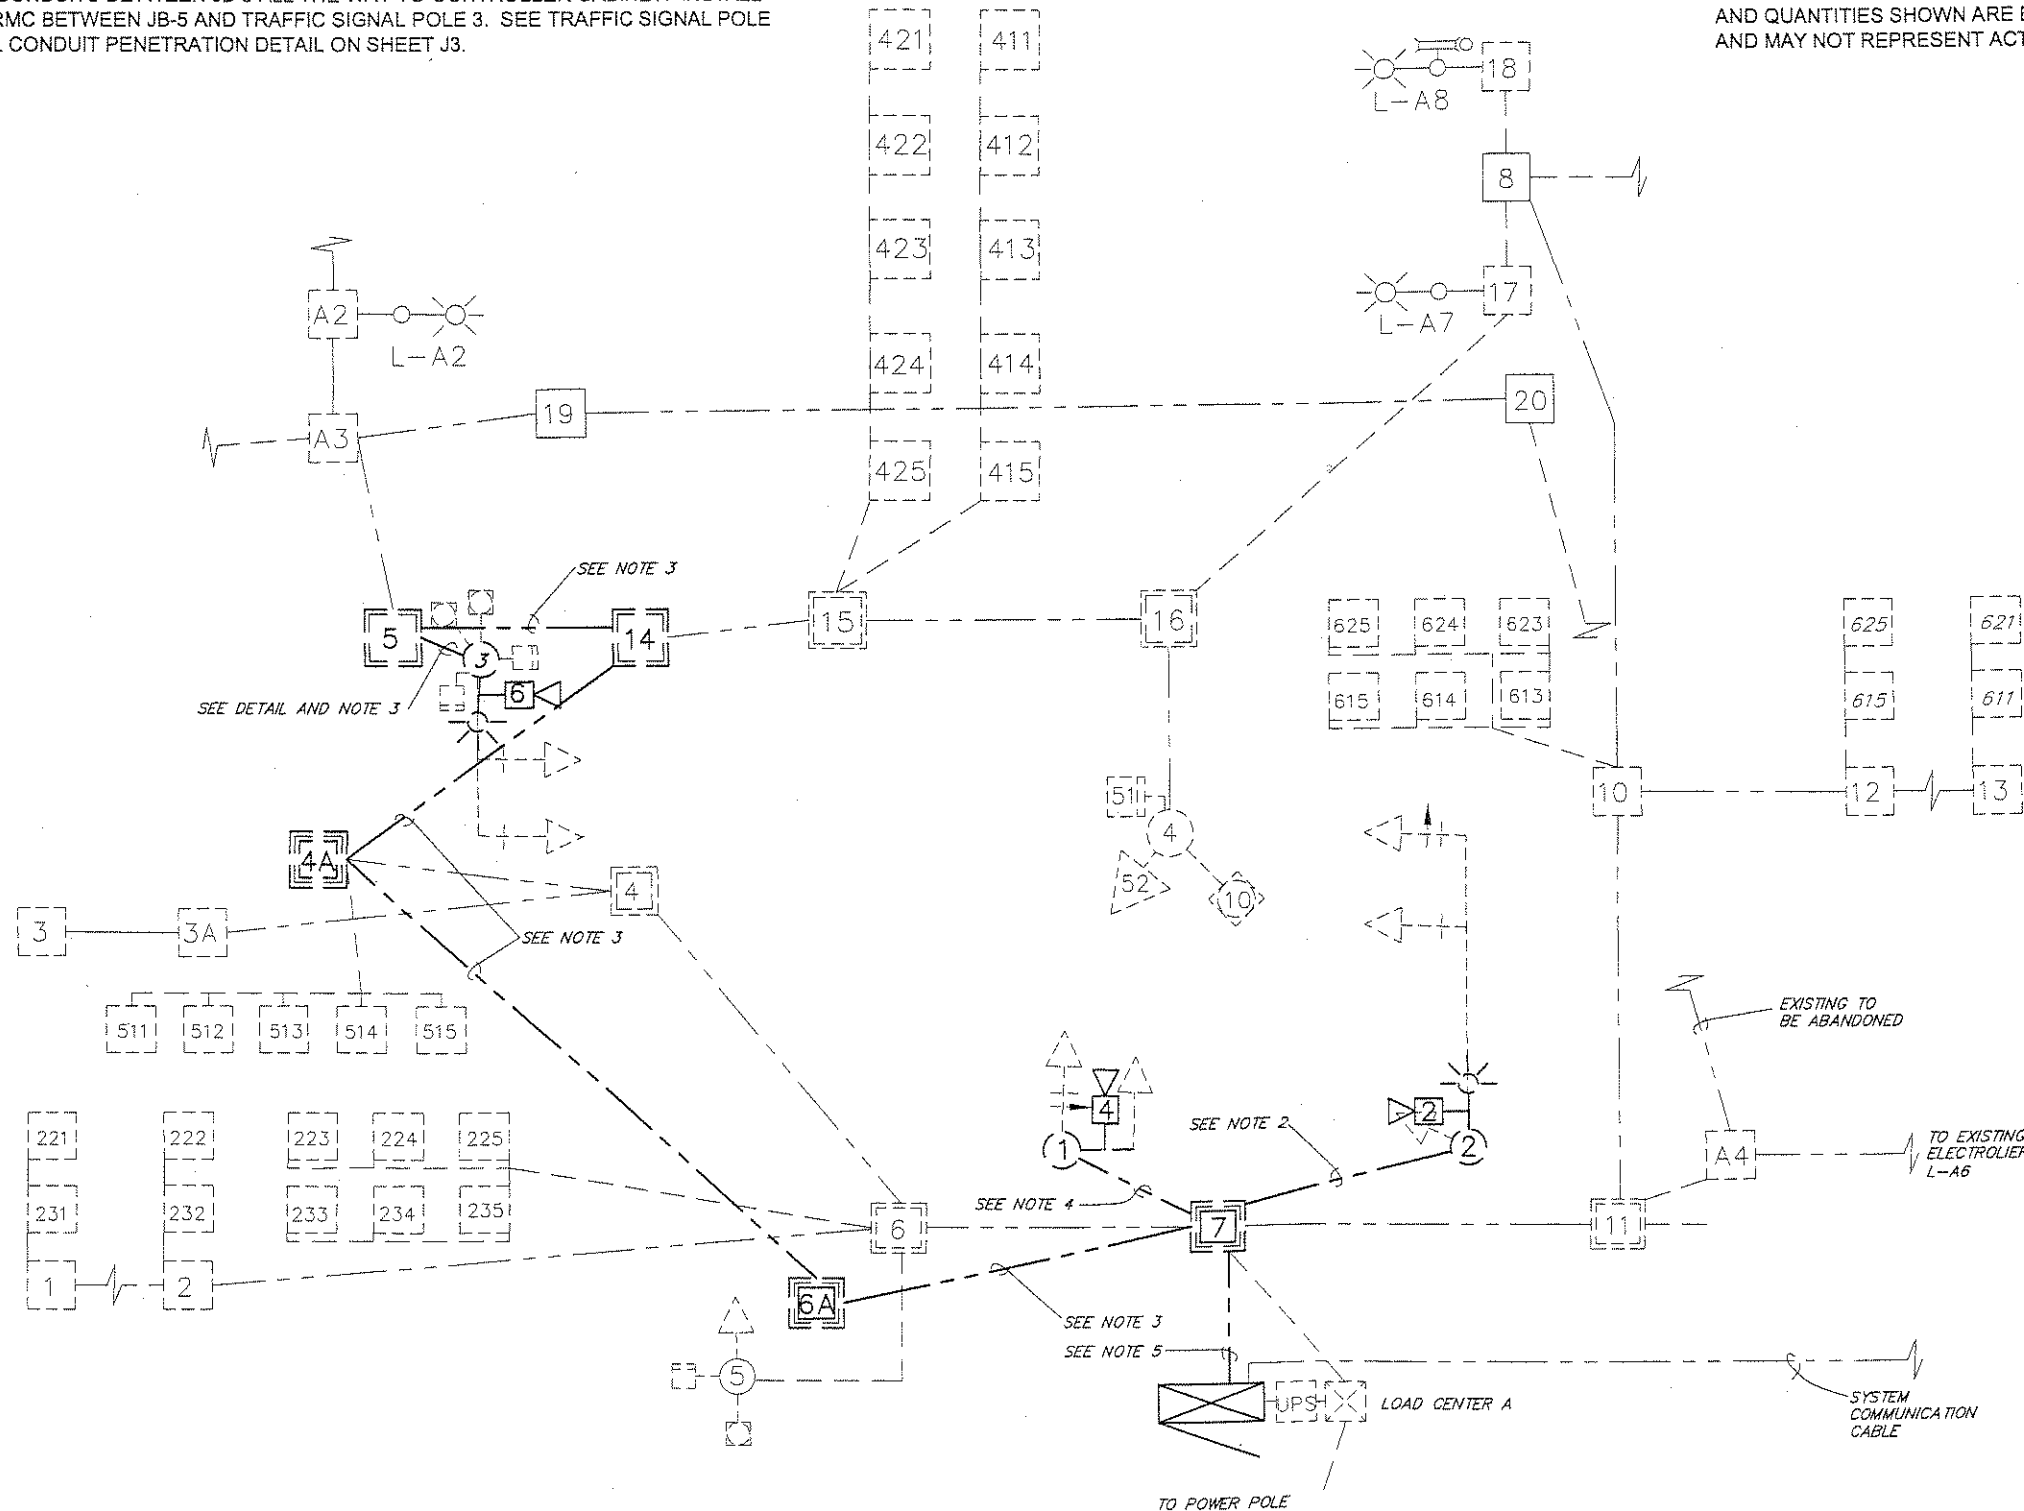 RMC BETWEEN JB-5 AND TRAFFIC SIGNAL POLE 3.  SEE TRAFFIC SIGNAL POLE
CONDUIT PENETRATION DETAIL ON SHEET J3.
AND QUANTITIES SHOWN ARE
AND MAY NOT REPRESENT
421
411
18
L-A8
422
412
8
423
413
A2
L-A2
17
L-A7
424
414
19
20
A3
425
415
SEE NOTE 3
5
3
14
15
16
6
SEE DETAIL AND NOTE 3
625
624
623
615
614
613
625
621
615
611
10
12
13
51
4
52
10
4A
4
3
3A
SEE NOTE 3
511
512
513
514
515
EXISTING TO
BE ABANDONED
221
222
223
224
225
231
232
233
234
235
4
1
SEE NOTE 2
2
2
SEE NOTE 4
A4
TO EXISTING
ELECTROLIER
L-A6
6
7
11
1
2
6A
SEE NOTE 3
SEE NOTE 5
5
UPS
LOAD CENTER A
SYSTEM
COMMUNICATION
CABLE
TO POWER POLE